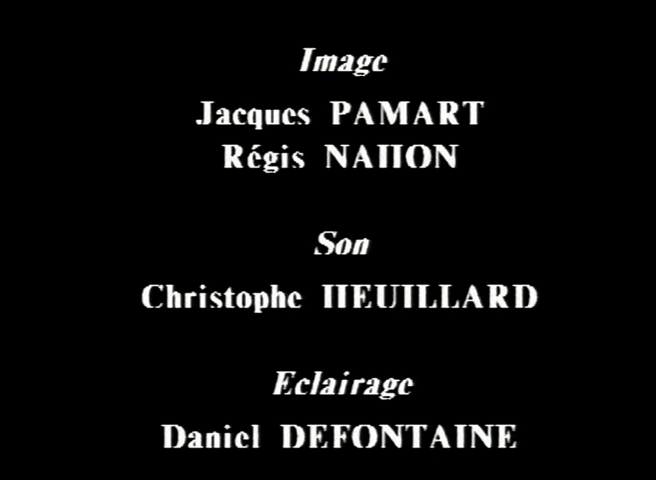 Image
Jacques PAMART
Régis NAHON
Son
Christophe HEUILLARD
Eclairage
Daniel DEFONTAINE